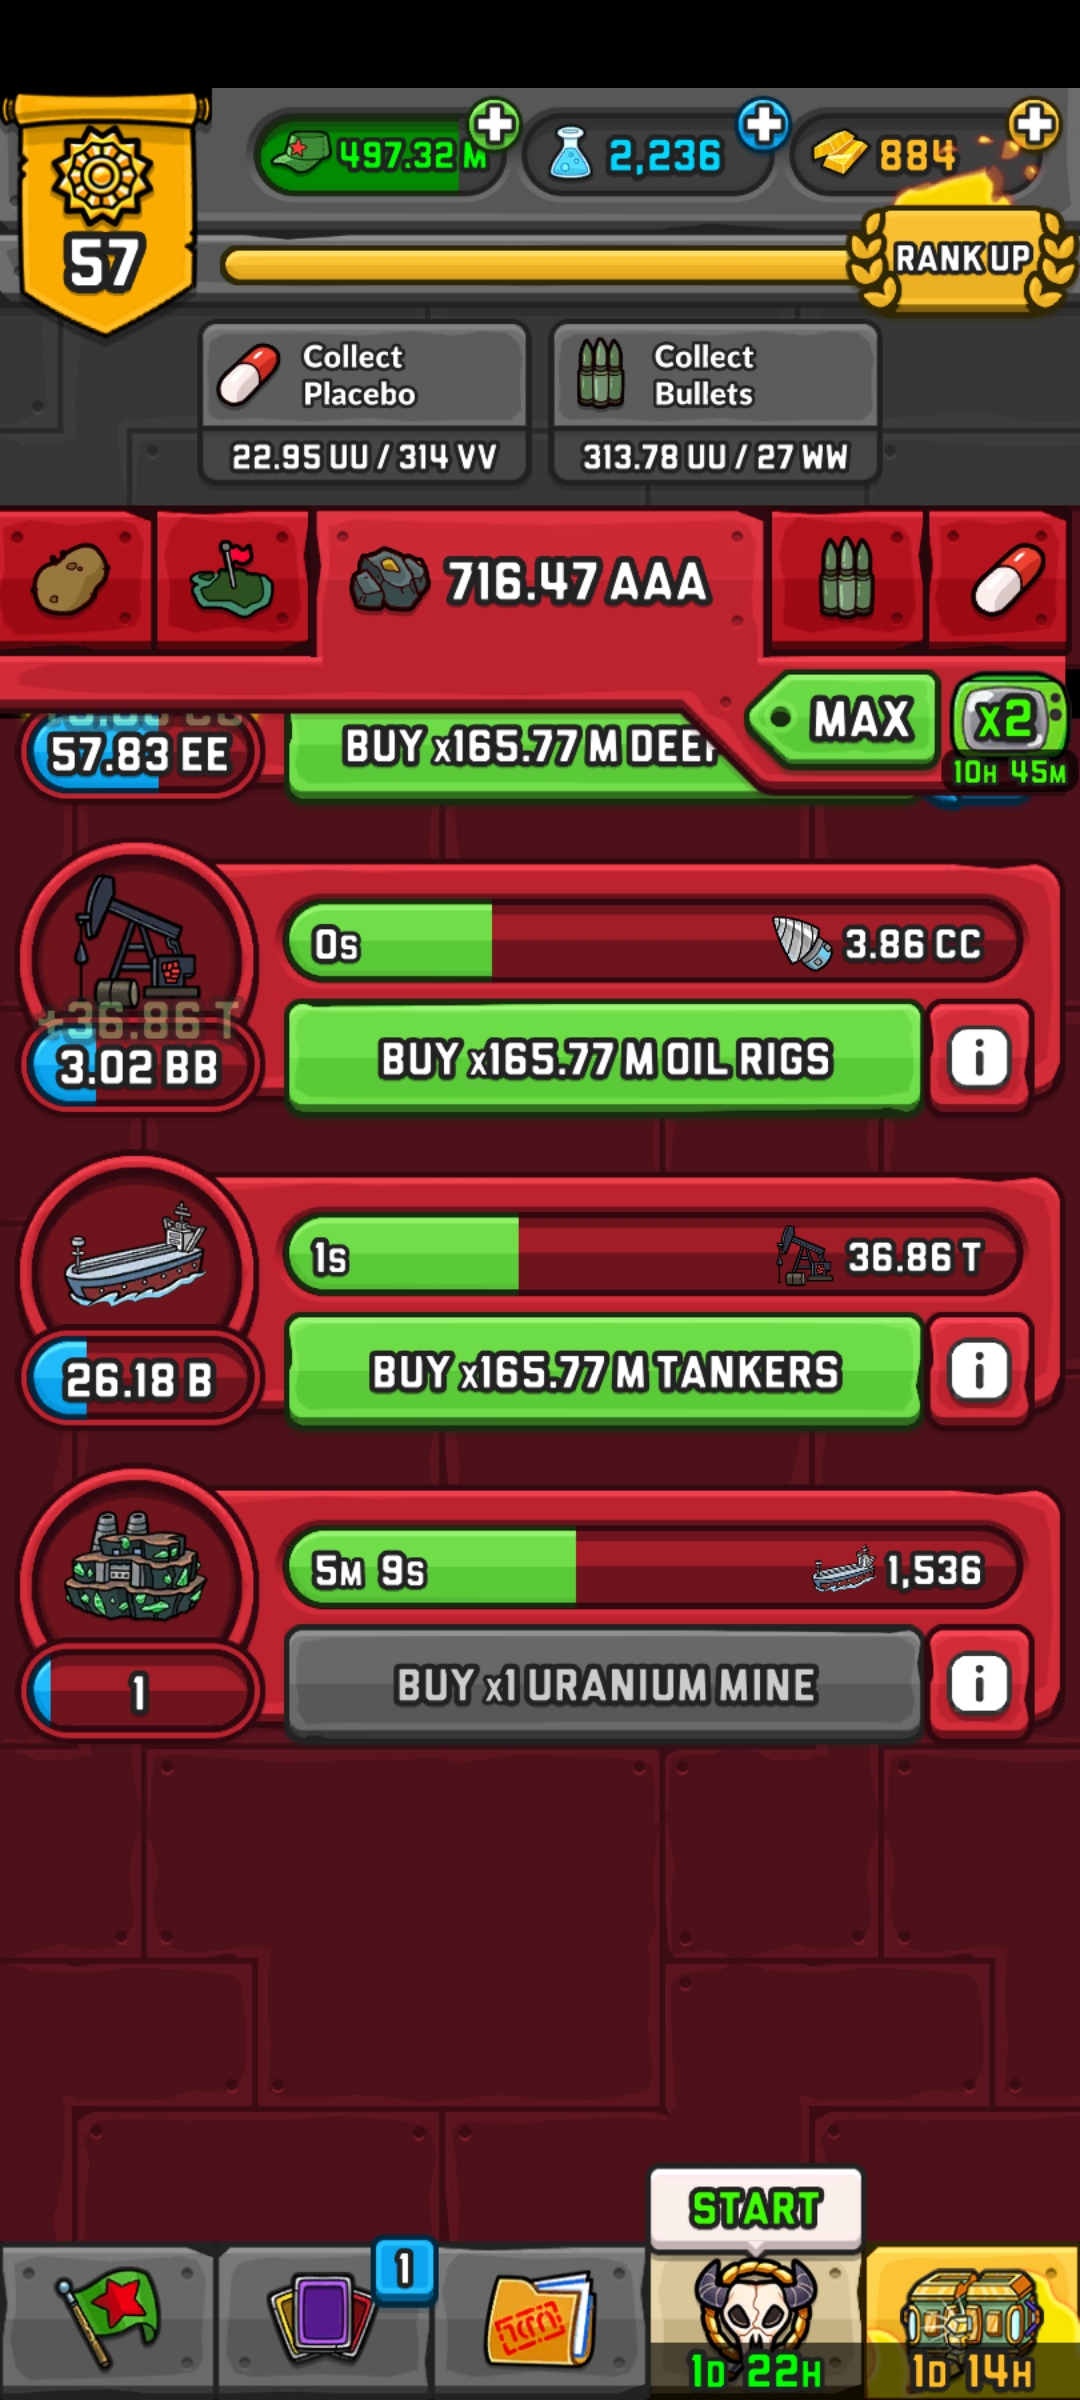 497.32 M
2,236
884
57
RANK UP
Collect
Placebo
22.95 UU / 314 VV
Collect
Bullets
313.78 UU / 27 WW
716.47 AAA
MAX
x2
10H 45M
57.83 EE
BUY x165.77 M DEEP
0s
3.86 CC
+36.86 T
3.02 BB
BUY x165.77 M OIL RIGS
i
1s
36.86 T
26.18 B
BUY x165.77 M TANKERS
i
5M 9s
1,536
1
BUY x1 URANIUM MINE
i
START
1
1D 22H
1D 14H